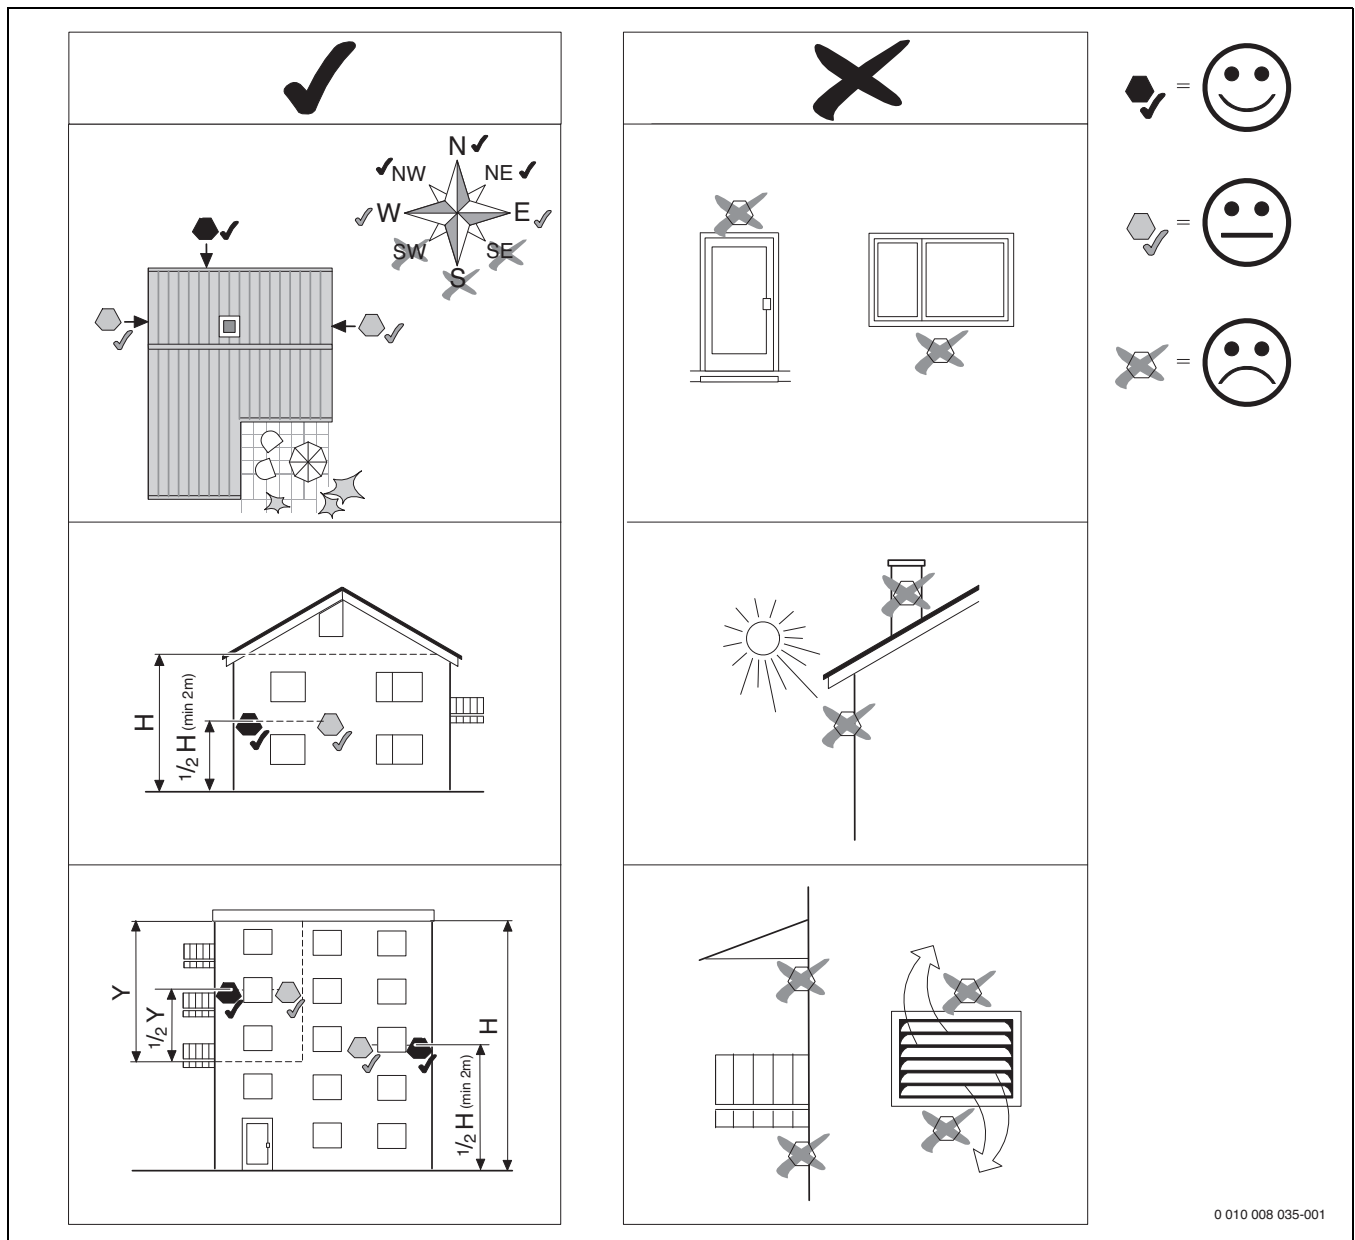 N
NW
NE
W
E
SW
SE
S
H
1/2 H (min 2m)
Y
1/2 Y
H
1/2 H (min 2m)
=
=
=
0 010 008 035-001